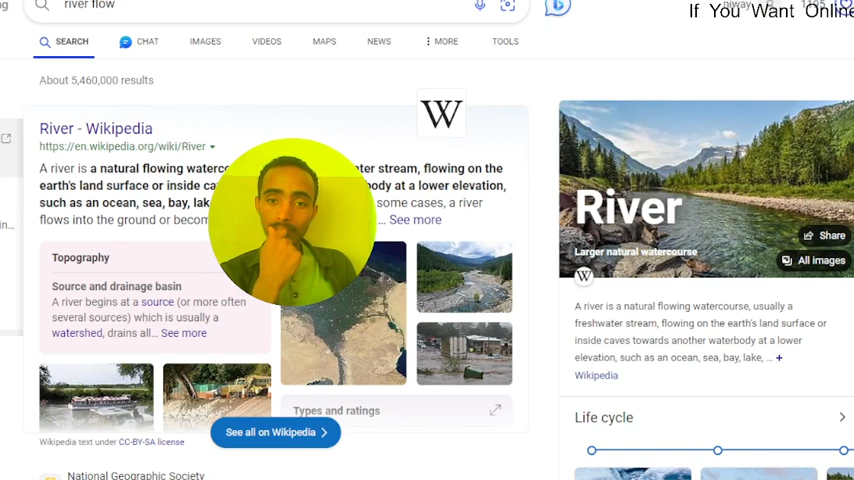 river flow
If You Want Online
1195
SEARCH
CHAT
IMAGES
VIDEOS
MAPS
NEWS
MORE
TOOLS
About 5,460,000 results
River - Wikipedia
https://en.wikipedia.org/wiki/River
W
A river is a natural flowing ater stream, flowing on the
earth's land surface or inside body at a lower elevation,
such as an ocean, sea, bay, some cases, a river
flows into the ground or ... See more
Topography
Source and drainage basin
A river begins at a source (or more often
several sources) which is usually a
watershed, drains all... See more
Types and ratings
See all on Wikipedia
Wikipedia text under CC-BY-SA license
National Geographic Society
River
Larger natural watercourse
Share
All images
W
A river is a natural flowing watercourse, usually a
freshwater stream, flowing on the earth's land surface or
inside caves towards another waterbody at a lower
elevation, such as an ocean, sea, bay, lake, ... +
Wikipedia
Life cycle